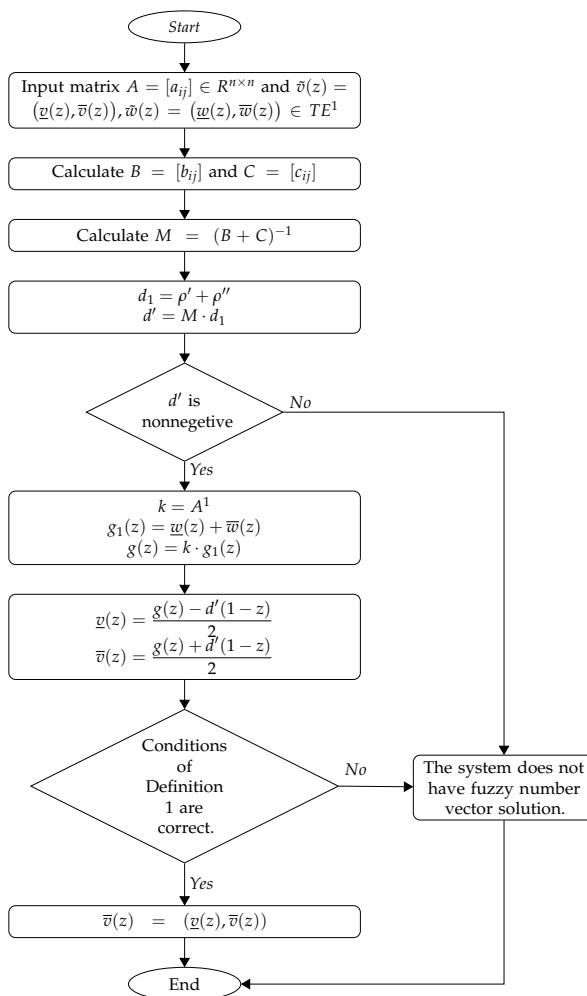 Start
Input matrix A = [a_{ij}] ∈ R^{n×n} and ṽ(z) =
(v̲(z), v̅(z)), w̃(z) = (w̲(z), w̅(z)) ∈ TE^1
Calculate B = [b_{ij}] and C = [c_{ij}]
Calculate M = (B + C)^{-1}
d_1 = ρ′ + ρ″
d′ = M · d_1
d′ is
nonnegetive
No
Yes
k = A^1
g_1(z) = w̲(z) + w̅(z)
g(z) = k · g_1(z)
v̲(z) = \frac{g(z) − d′(1 − z)}{2}
v̅(z) = \frac{g(z) + d′(1 − z)}{2}
Conditions
of
Definition
1 are
correct.
No
The system does not
have fuzzy number
vector solution.
Yes
v̅(z) = (v̲(z), v̅(z))
End